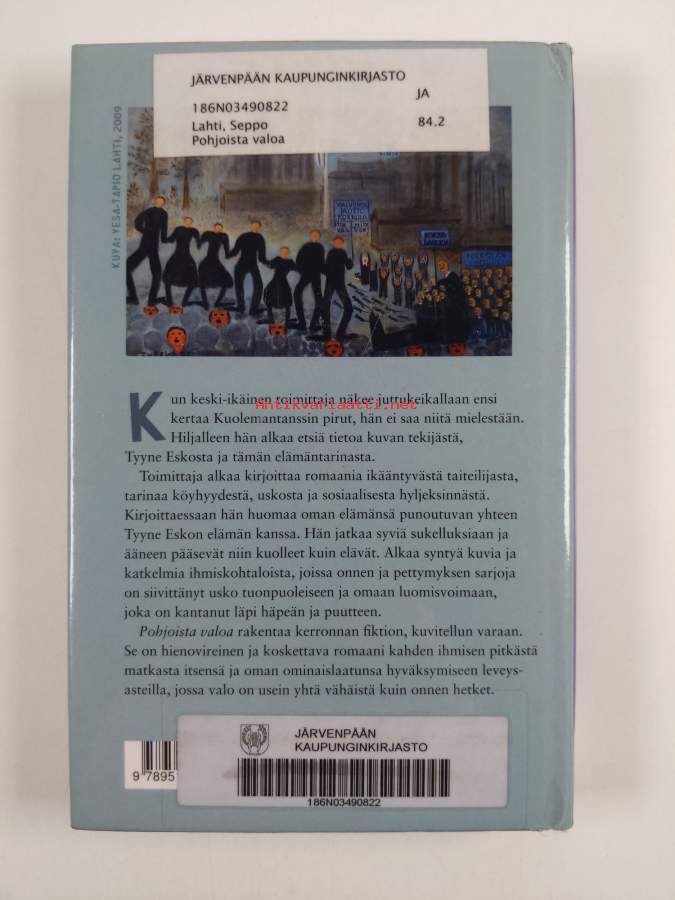 JÄRVENPÄÄN KAUPUNGINKIRJASTO
JA
186N03490822
Lahti, Seppo
84.2
Pohjoista valoa
KUVA: VESA-TAPIO LAHTI, 2009
Kun keski-ikäinen toimittaja näkee juttukeikallaan ensi
kertaa Kuolemantanssin pirut, hän ei saa niitä mielestään.
Antikvariaatti.net
Hiljalleen hän alkaa etsiä tietoa kuvan tekijästä,
Tyyne Eskosta ja tämän elämäntarinasta.
Toimittaja alkaa kirjoittaa romaania ikääntyvästä taiteilijasta,
tarinaa köyhyydestä, uskosta ja sosiaalisesta hyljeksinnästä.
Kirjoittaessaan hän huomaa oman elämänsä punoutuvan yhteen
Tyyne Eskon elämän kanssa. Hän jatkaa syviä sukelluksiaan ja
ääneen pääsevät niin kuolleet kuin elävät. Alkaa syntyä kuvia ja
katkelmia ihmiskohtaloista, joissa onnen ja pettymyksen sarjoja
on siivittänyt usko tuonpuoleiseen ja omaan luomisvoimaan,
joka on kantanut läpi häpeän ja puutteen.
Pohjoista valoa rakentaa kerronnan fiktion, kuvitellun varaan.
Se on hienovireinen ja koskettava romaani kahden ihmisen pitkästä
matkasta itsensä ja oman ominaislaatunsa hyväksymiseen leveys-
asteilla, jossa valo on usein yhtä vähäistä kuin onnen hetket.
JÄRVENPÄÄN
KAUPUNGINKIRJASTO
9 78951
186N03490822